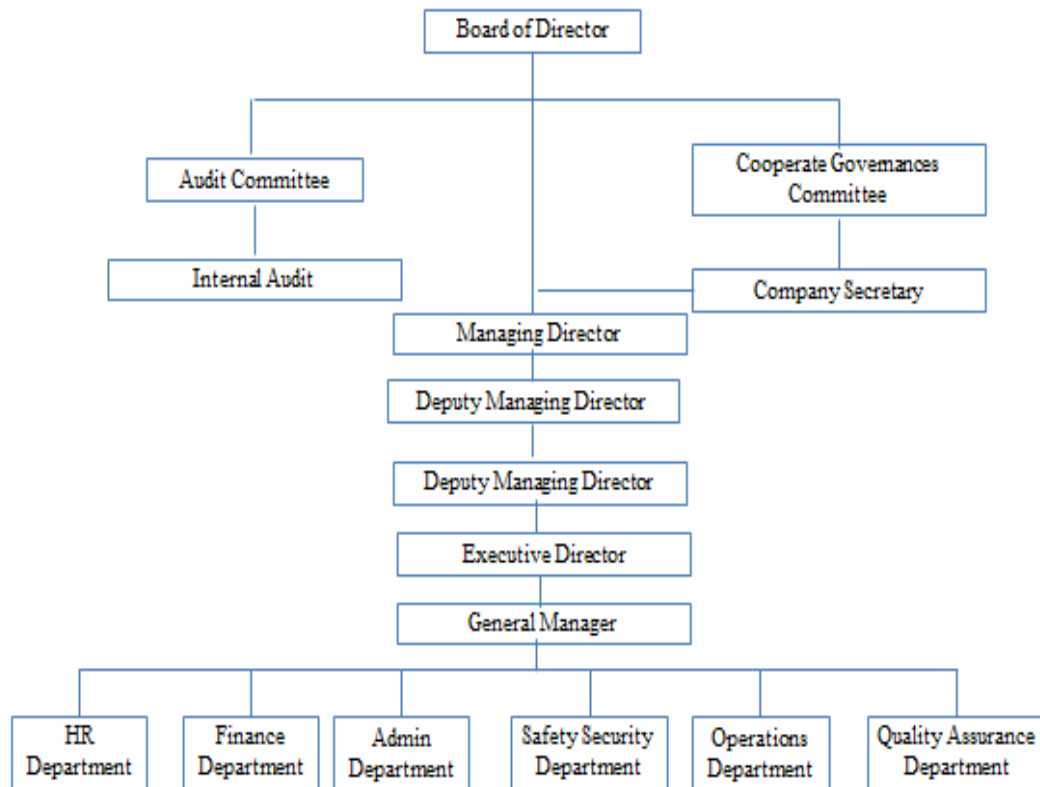 Board of Director
Audit Committee
Cooperate Governances
Committee
Internal Audit
Company Secretary
Managing Director
Deputy Managing Director
Deputy Managing Director
Executive Director
General Manager
HR
Department
Finance
Department
Admin
Department
Safety Security
Department
Operations
Department
Quality Assurance
Department